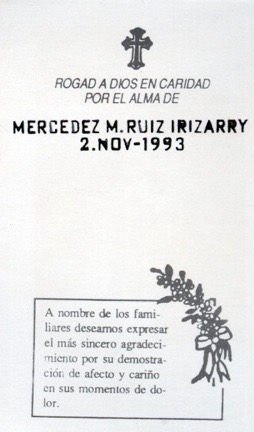 ROGAD A DIOS EN CARIDAD
POR EL ALMA DE
MERCEDEZ M. RUIZ IRIZARRY
2.NOV-1993
A nombre de los fami-
liares deseamos expresar
el más sincero agradeci-
miento por su demostra-
ción de afecto y cariño
en sus momentos de do-
lor.